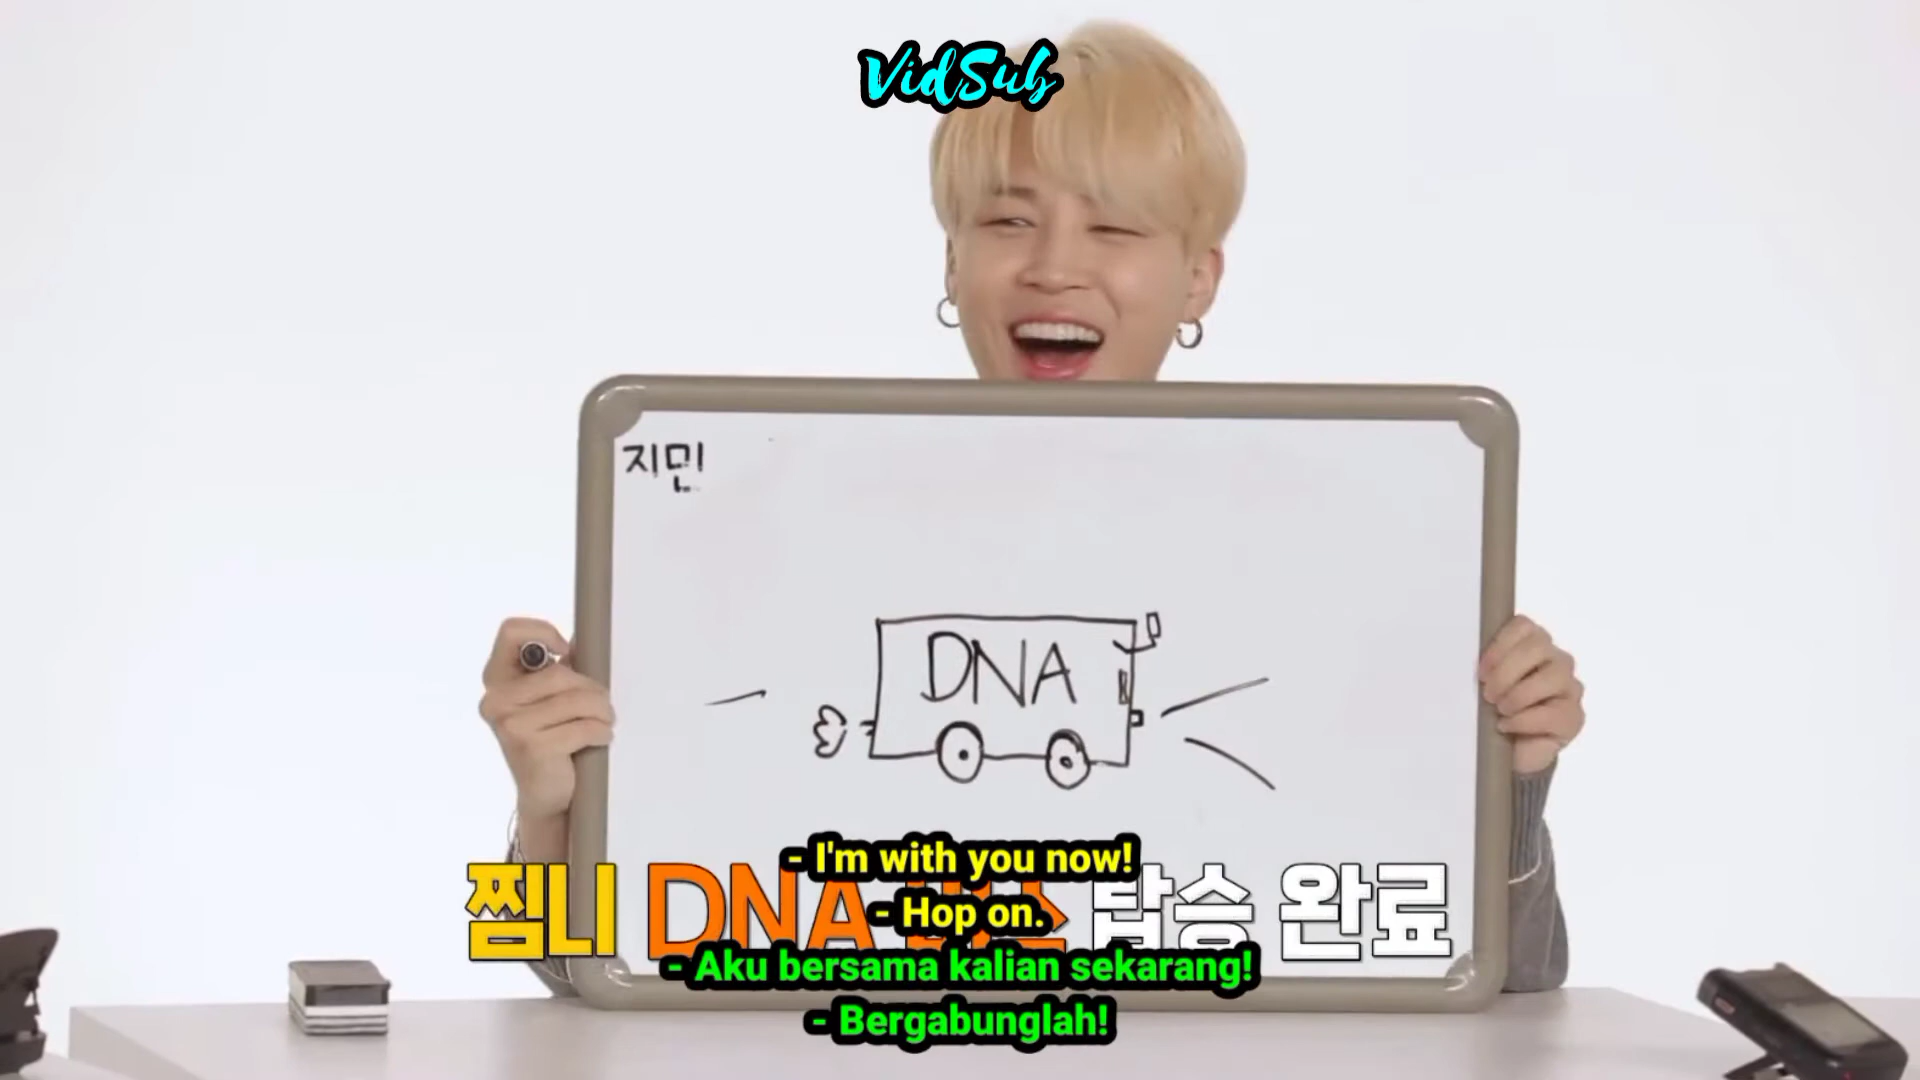 VidSub
지민
DNA
- I'm with you now!
찜니 DNA 탑승 완료
- Hop on.
- Aku bersama kalian sekarang!
- Bergabunglah!